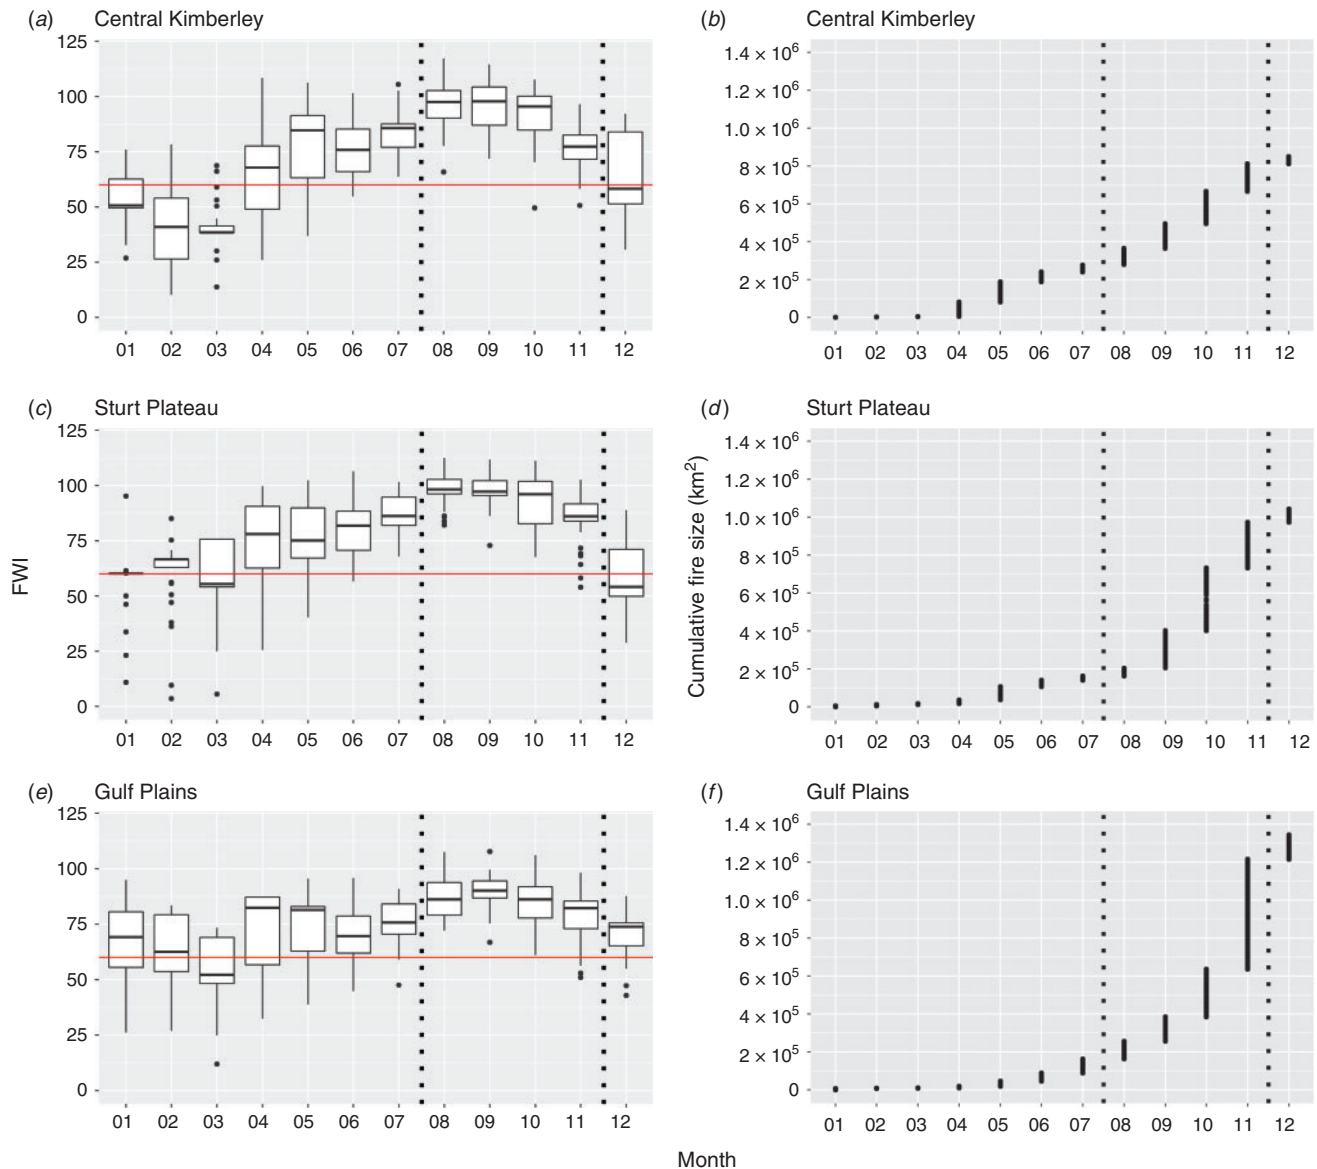 (a) Central Kimberley
125
100
75
50
25
0
01 02 03 04 05 06 07 08 09 10 11 12
(b) Central Kimberley
1.4 × 10⁶
1.2 × 10⁶
1.0 × 10⁶
8 × 10⁵
6 × 10⁵
4 × 10⁵
2 × 10⁵
0
01 02 03 04 05 06 07 08 09 10 11 12
(c) Sturt Plateau
125
100
75
50
25
0
01 02 03 04 05 06 07 08 09 10 11 12
FWI
(d) Sturt Plateau
1.4 × 10⁶
1.2 × 10⁶
1.0 × 10⁶
8 × 10⁵
6 × 10⁵
4 × 10⁵
2 × 10⁵
0
01 02 03 04 05 06 07 08 09 10 11 12
Cumulative fire size (km²)
(e) Gulf Plains
125
100
75
50
25
0
01 02 03 04 05 06 07 08 09 10 11 12
(f) Gulf Plains
1.4 × 10⁶
1.2 × 10⁶
1.0 × 10⁶
8 × 10⁵
6 × 10⁵
4 × 10⁵
2 × 10⁵
0
01 02 03 04 05 06 07 08 09 10 11 12
Month